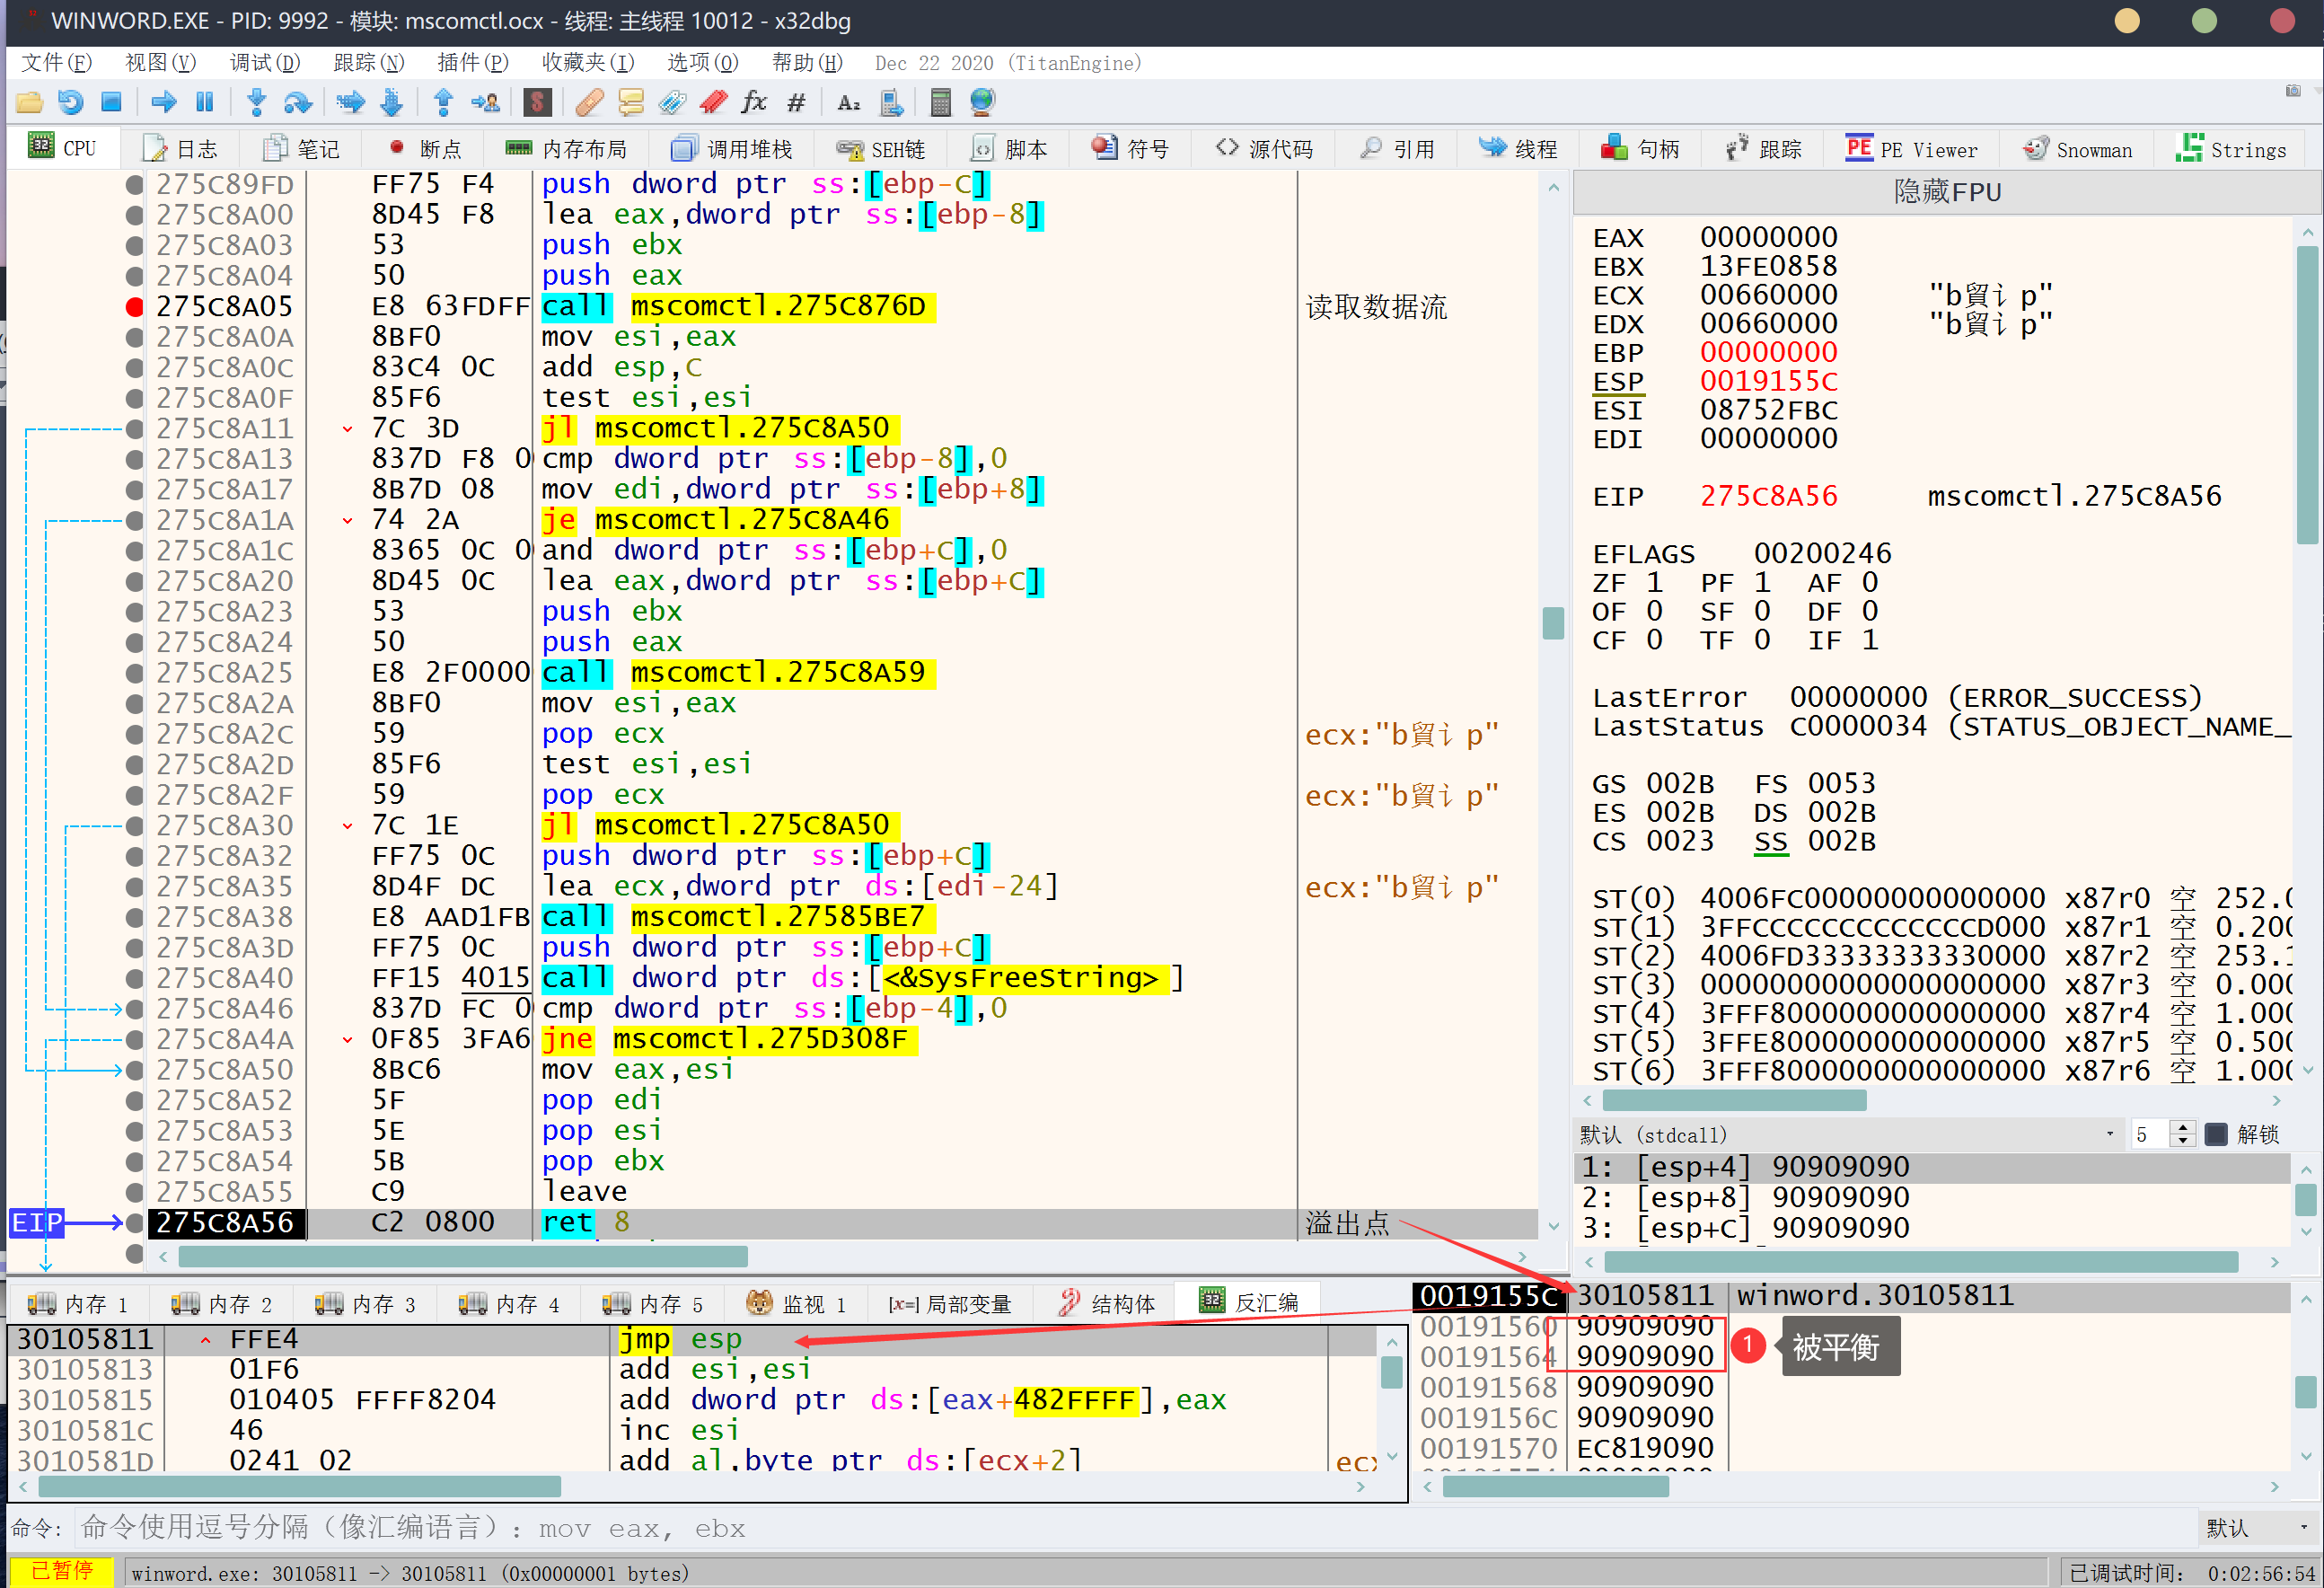 WINWORD.EXE - PID: 9992 - 模块: mscomctl.ocx - 线程: 主线程 10012 - x32dbg
文件(F) 视图(V) 调试(D) 跟踪(N) 插件(P) 收藏夹(I) 选项(O) 帮助(H) Dec 22 2020 (TitanEngine)
CPU 日志 笔记 断点 内存布局 调用堆栈 SEH链 脚本 符号 源代码 引用 线程 句柄 跟踪 PE Viewer Snowman Strings
275C89FD FF75 F4 push dword ptr ss:[ebp-C]
275C8A00 8D45 F8 lea eax,dword ptr ss:[ebp-8]
275C8A03 53 push ebx
275C8A04 50 push eax
275C8A05 E8 63FDFF call mscomctl.275C876D 读取数据流
275C8A0A 8BF0 mov esi,eax
275C8A0C 83C4 0C add esp,C
275C8A0F 85F6 test esi,esi
275C8A11 7C 3D jl mscomctl.275C8A50
275C8A13 837D F8 0 cmp dword ptr ss:[ebp-8],0
275C8A17 8B7D 08 mov edi,dword ptr ss:[ebp+8]
275C8A1A 74 2A je mscomctl.275C8A46
275C8A1C 8365 0C 0 and dword ptr ss:[ebp+C],0
275C8A20 8D45 0C lea eax,dword ptr ss:[ebp+C]
275C8A23 53 push ebx
275C8A24 50 push eax
275C8A25 E8 2F0000 call mscomctl.275C8A59
275C8A2A 8BF0 mov esi,eax
275C8A2C 59 pop ecx ecx:"b貿讠p"
275C8A2D 85F6 test esi,esi
275C8A2F 59 pop ecx ecx:"b貿讠p"
275C8A30 7C 1E jl mscomctl.275C8A50
275C8A32 FF75 0C push dword ptr ss:[ebp+C]
275C8A35 8D4F DC lea ecx,dword ptr ds:[edi-24] ecx:"b貿讠p"
275C8A38 E8 AAD1FB call mscomctl.27585BE7
275C8A3D FF75 0C push dword ptr ss:[ebp+C]
275C8A40 FF15 4015 call dword ptr ds:[<&SysFreeString>]
275C8A46 837D FC 0 cmp dword ptr ss:[ebp-4],0
275C8A4A 0F85 3FA6 jne mscomctl.275D308F
275C8A50 8BC6 mov eax,esi
275C8A52 5F pop edi
275C8A53 5E pop esi
275C8A54 5B pop ebx
275C8A55 C9 leave
EIP 275C8A56 C2 0800 ret 8 溢出点
隐藏FPU
EAX 00000000
EBX 13FE0858
ECX 00660000 "b貿讠p"
EDX 00660000 "b貿讠p"
EBP 00000000
ESP 0019155C
ESI 08752FBC
EDI 00000000
EIP 275C8A56 mscomctl.275C8A56
EFLAGS 00200246
ZF 1 PF 1 AF 0
OF 0 SF 0 DF 0
CF 0 TF 0 IF 1
LastError 00000000 (ERROR_SUCCESS)
LastStatus C0000034 (STATUS_OBJECT_NAME_
GS 002B FS 0053
ES 002B DS 002B
CS 0023 SS 002B
ST(0) 4006FC00000000000000 x87r0 空 252.0
ST(1) 3FFCCCCCCCCCCCCCD000 x87r1 空 0.200
ST(2) 4006FD33333333330000 x87r2 空 253.1
ST(3) 00000000000000000000 x87r3 空 0.000
ST(4) 3FFF8000000000000000 x87r4 空 1.000
ST(5) 3FFE8000000000000000 x87r5 空 0.500
ST(6) 3FFF8000000000000000 x87r6 空 1.000
默认 (stdcall) 5 解锁
1: [esp+4] 90909090
2: [esp+8] 90909090
3: [esp+C] 90909090
内存 1 内存 2 内存 3 内存 4 内存 5 监视 1 [x=] 局部变量 结构体 反汇编
30105811 FFE4 jmp esp
30105813 01F6 add esi,esi
30105815 010405 FFFF8204 add dword ptr ds:[eax+482FFFF],eax
3010581C 46 inc esi
3010581D 0241 02 add al,byte ptr ds:[ecx+2] ecx
0019155C 30105811 winword.30105811
00191560 90909090
00191564 90909090
1 被平衡
00191568 90909090
0019156C 90909090
00191570 EC819090
命令: 命令使用逗号分隔（像汇编语言）: mov eax, ebx 默认
已暂停 winword.exe: 30105811 -> 30105811 (0x00000001 bytes) 已调试时间: 0:02:56:54